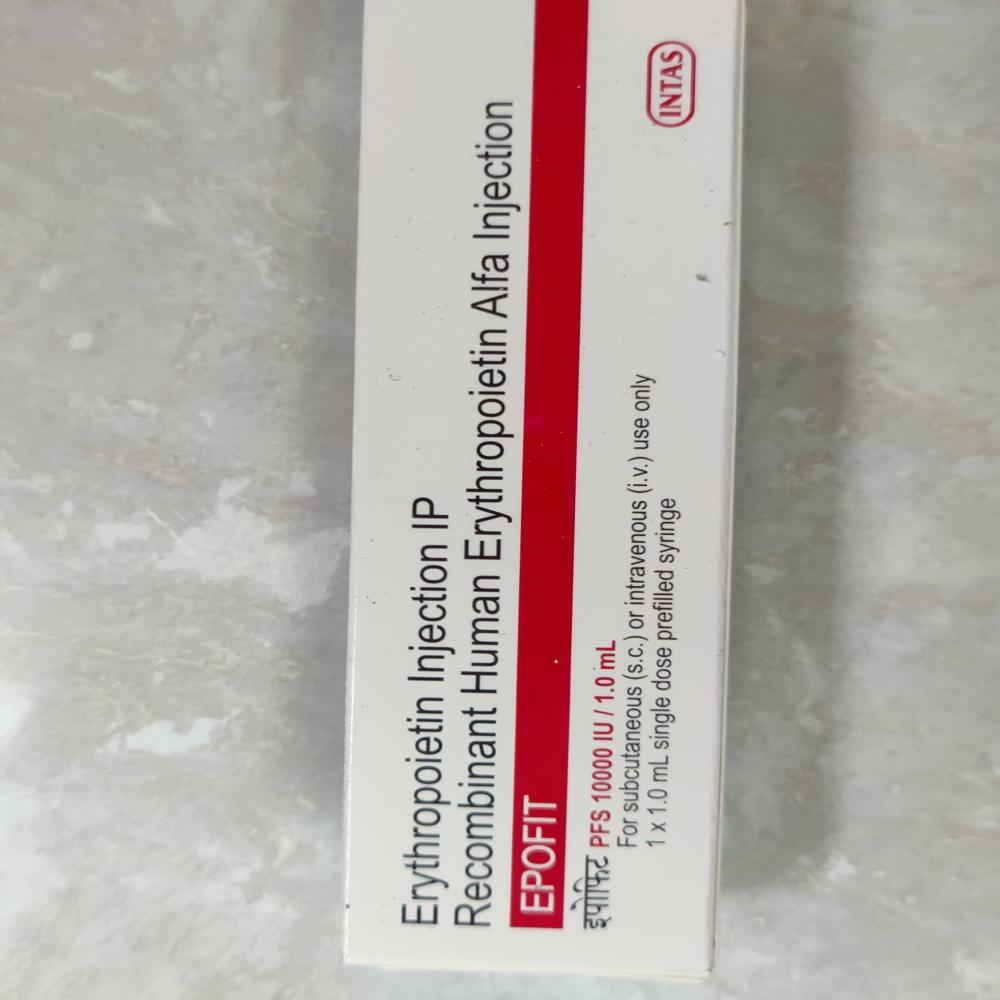 Erythropoietin Injection IP
Recombinant Human Erythropoietin Alfa Injection
EPOFIT
इपोफिट PFS 10000 IU / 1.0 mL
For subcutaneous (s.c.) or intravenous (i.v.) use only
1 x 1.0 mL single dose prefilled syringe
INTAS